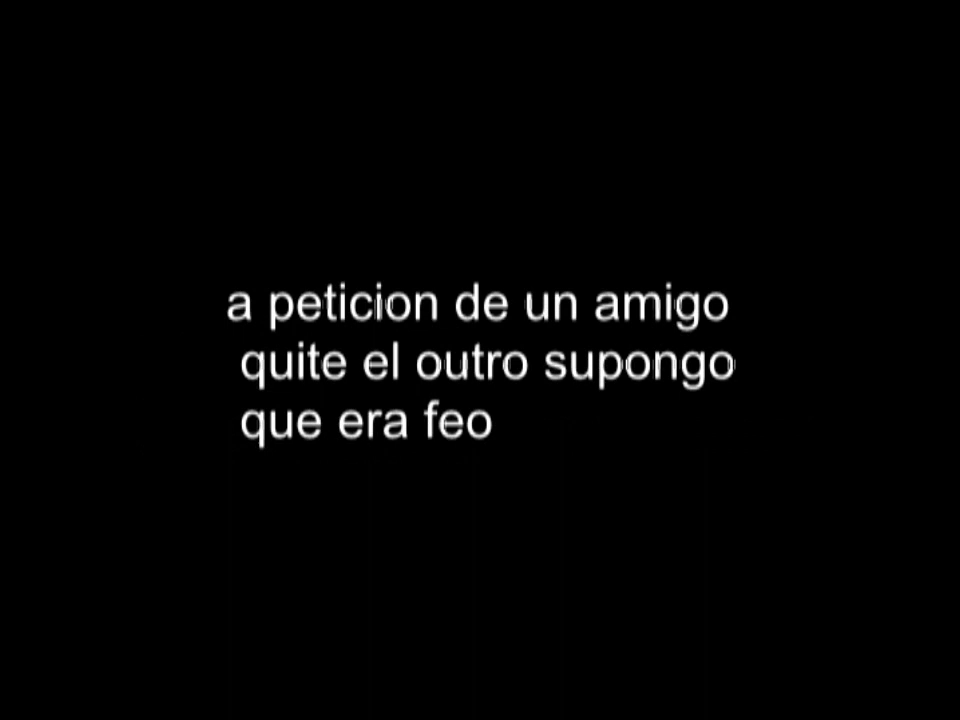 a peticion de un amigo
quite el outro supongo
que era feo